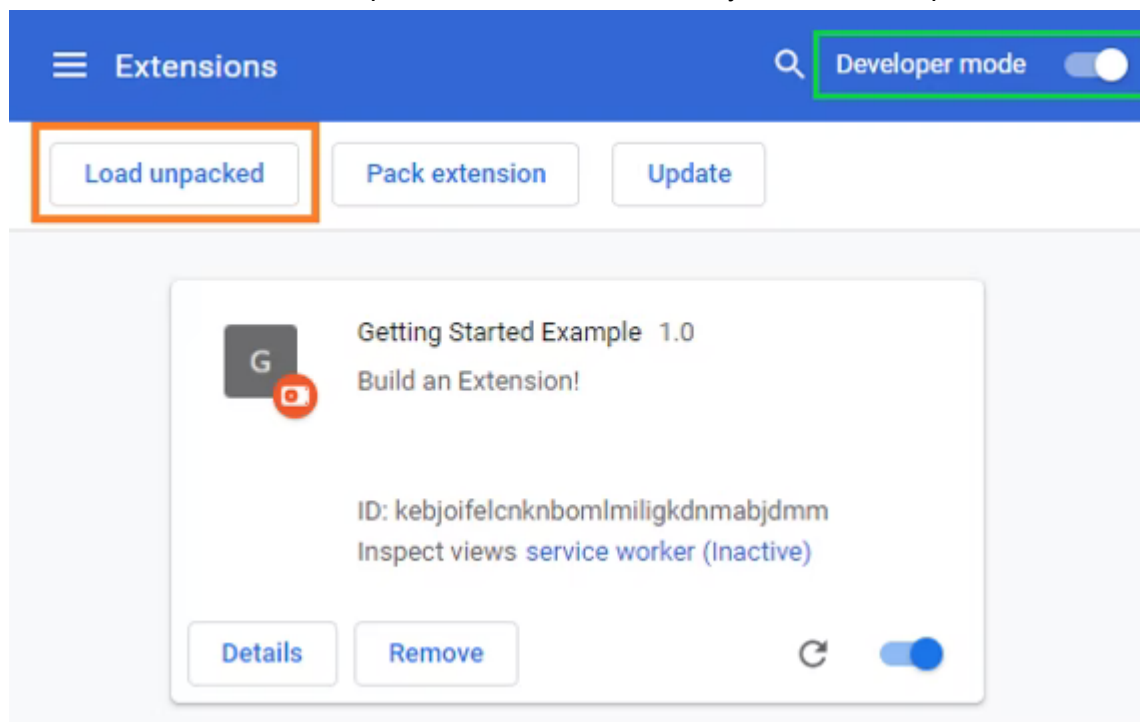 Extensions
Developer mode
Load unpacked
Pack extension
Update
G
Getting Started Example 1.0
Build an Extension!
ID: kebjoifelcnknbomlmiligkdnmabjdmm
Inspect views service worker (Inactive)
Details
Remove